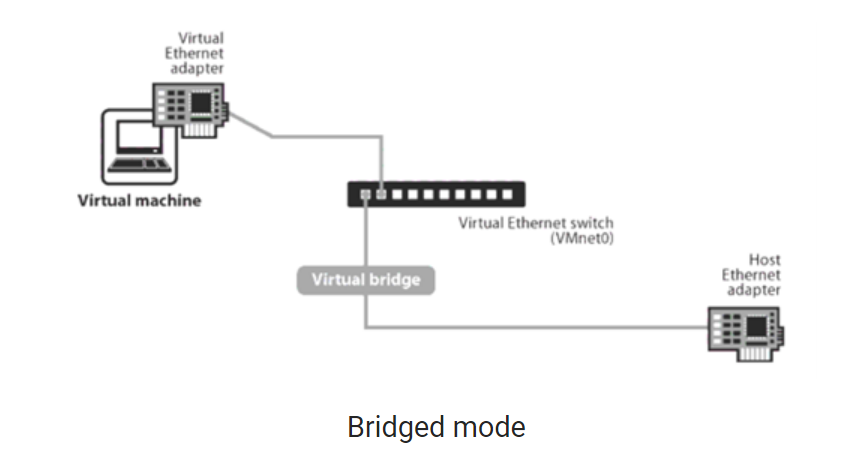 Virtual
Ethernet
adapter
Virtual machine
Virtual Ethernet switch
(VMnet0)
Virtual bridge
Host
Ethernet
adapter
Bridged mode